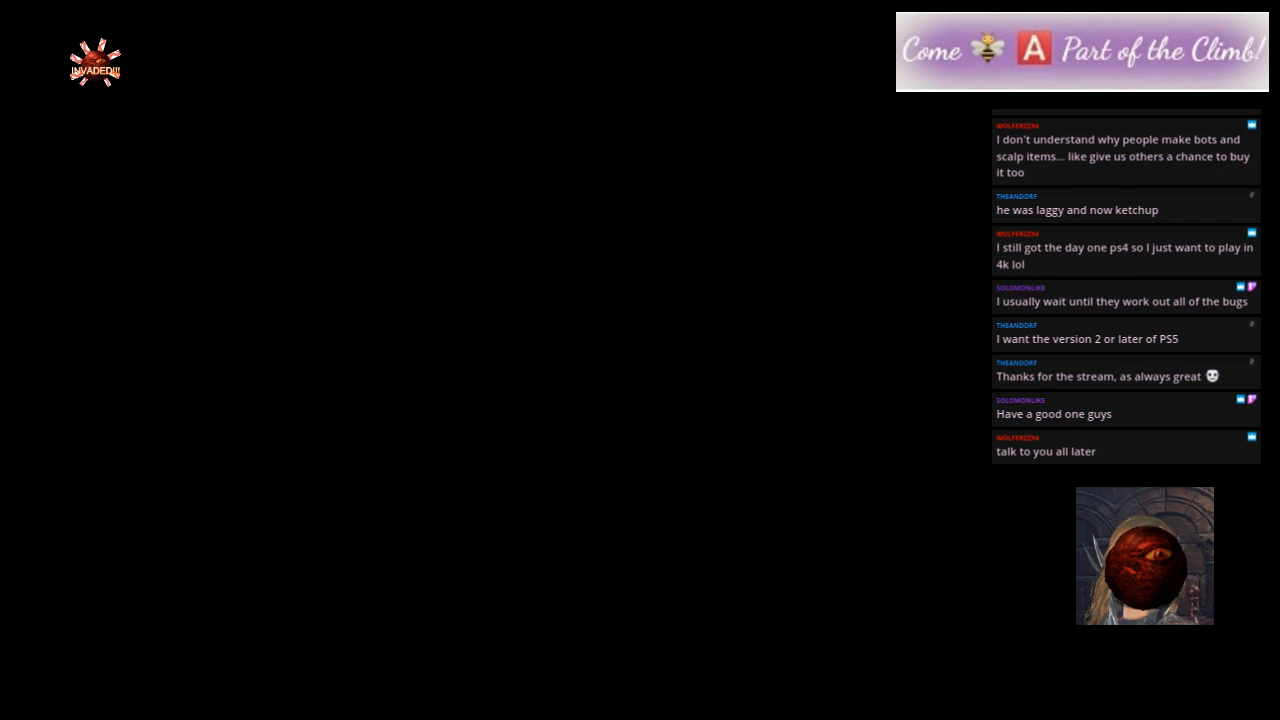 INVADED!!!
Come 🐝 🅰 Part of the Climb!
WOLFERZZ94
I don't understand why people make bots and
scalp items... like give us others a chance to buy
it too
THEANDORF
he was laggy and now ketchup
WOLFERZZ94
I still got the day one ps4 so I just want to play in
4k lol
SOLOMONLIKE
I usually wait until they work out all of the bugs
THEANDORF
I want the version 2 or later of PS5
THEANDORF
Thanks for the stream, as always great 💀
SOLOMONLIKE
Have a good one guys
WOLFERZZ94
talk to you all later